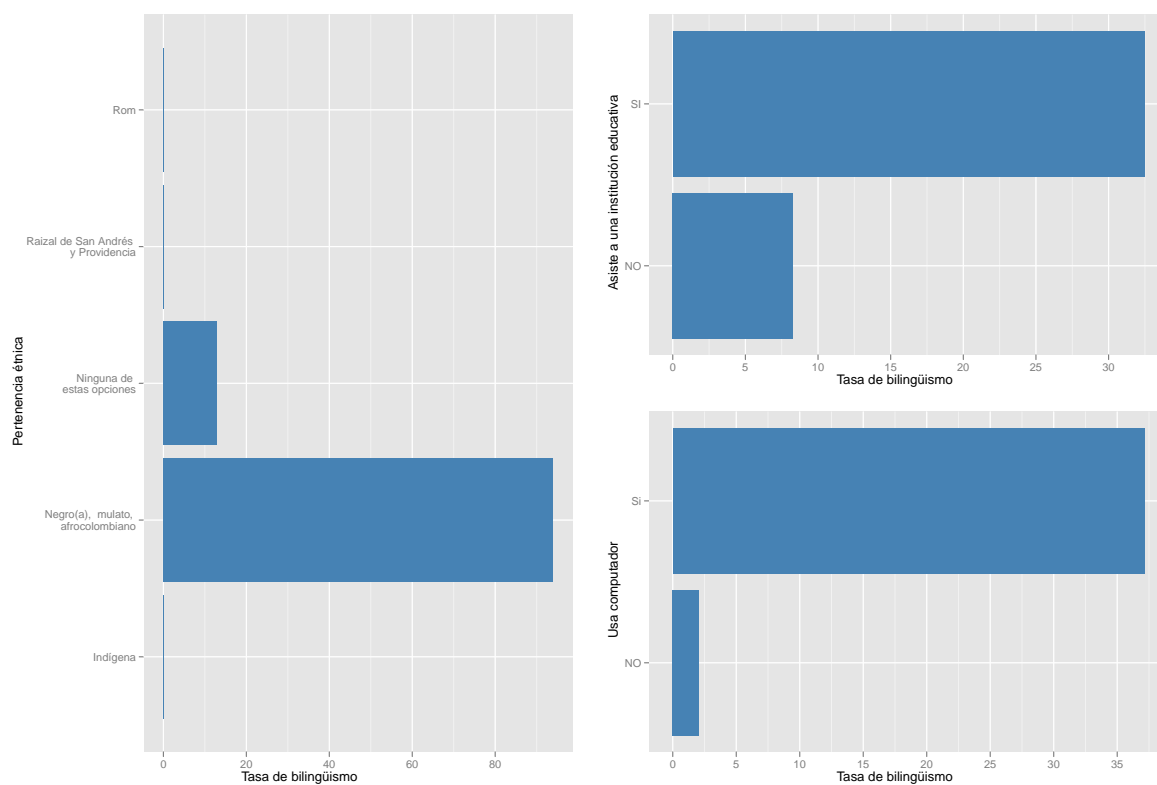 Pertenencia étnica
Rom
Raizal de San Andrés
y Providencia
Ninguna de
estas opciones
Negro(a),  mulato,
afrocolombiano
Indígena
0 20 40 60 80
Tasa de bilingüismo
Asiste a una institución educativa
SI
NO
0 5 10 15 20 25 30
Tasa de bilingüismo
Usa computador
Si
NO
0 5 10 15 20 25 30 35
Tasa de bilingüismo